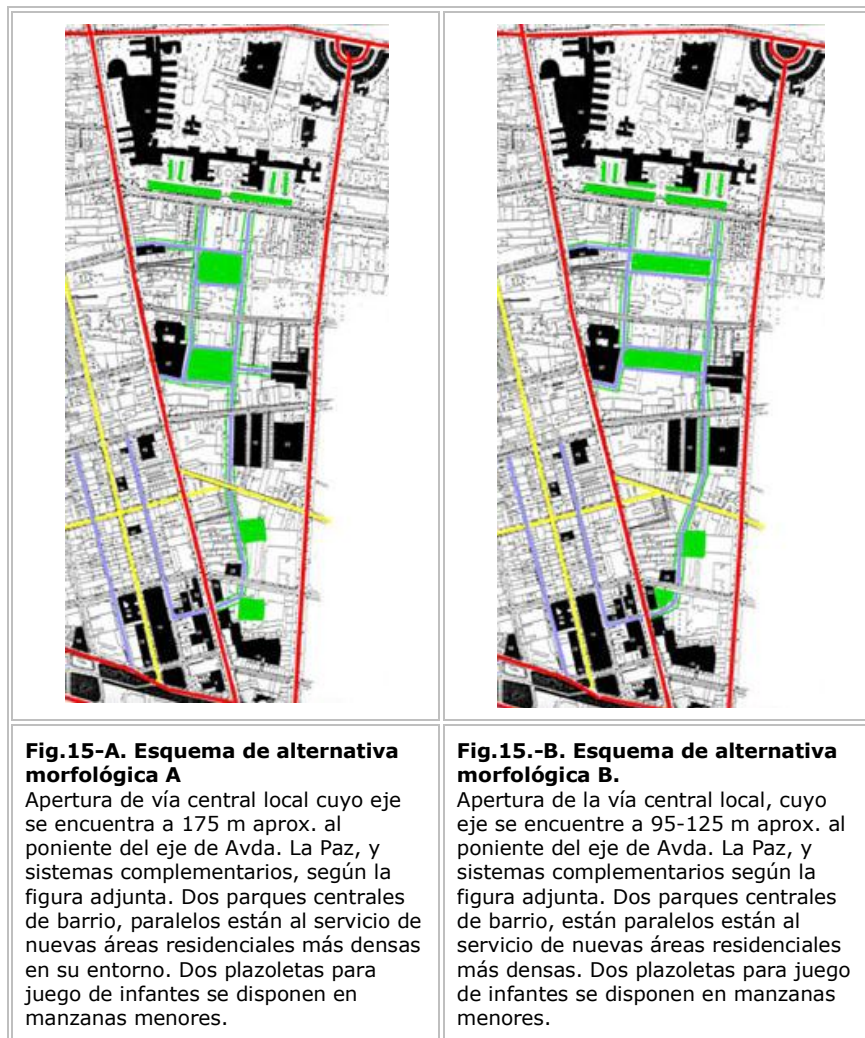 Fig.15-A. Esquema de alternativa
morfológica A
Apertura de vía central local cuyo eje
se encuentra a 175 m aprox. al
poniente del eje de Avda. La Paz, y
sistemas complementarios, según la
figura adjunta. Dos parques centrales
de barrio, paralelos están al servicio de
nuevas áreas residenciales más densas
en su entorno. Dos plazoletas para
juego de infantes se disponen en
manzanas menores.
Fig.15.-B. Esquema de alternativa
morfológica B.
Apertura de la vía central local, cuyo
eje se encuentre a 95-125 m aprox. al
poniente del eje de Avda. La Paz, y
sistemas complementarios según la
figura adjunta. Dos parques centrales
de barrio, están paralelos están al
servicio de nuevas áreas residenciales
más densas. Dos plazoletas para juego
de infantes se disponen en manzanas
menores.